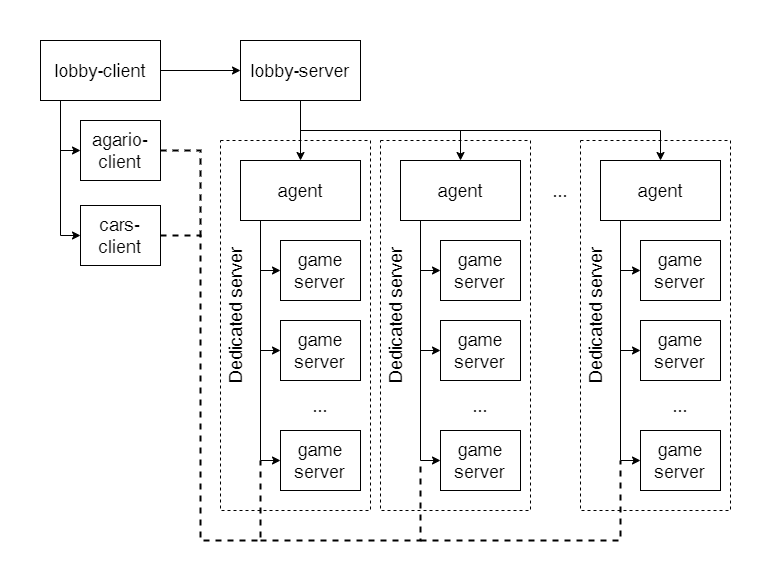 lobby-client
lobby-server
agario-
client
cars-
client
agent
agent
...
agent
Dedicated server
game
server
game
server
...
game
server
Dedicated server
game
server
game
server
...
game
server
Dedicated server
game
server
game
server
...
game
server